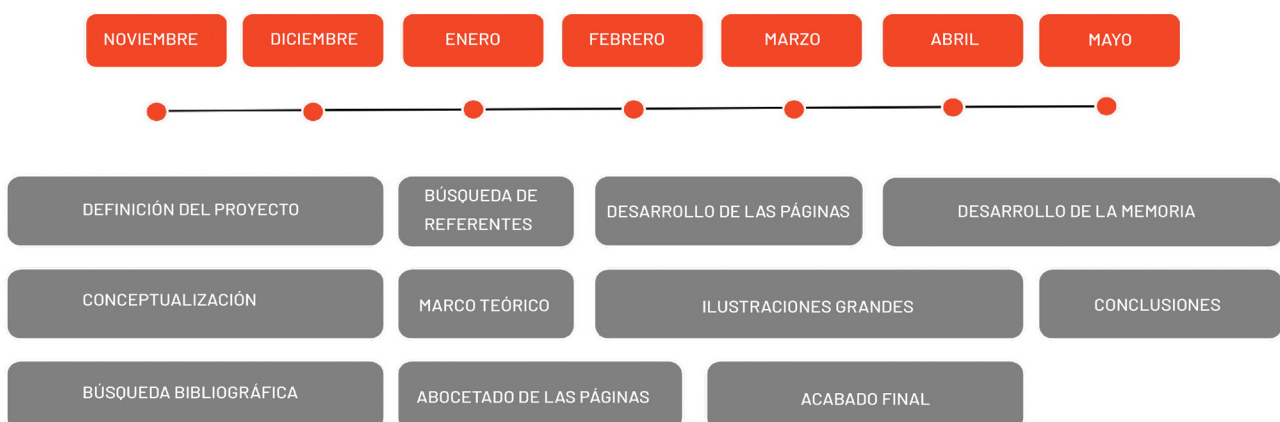 NOVIEMBRE
DICIEMBRE
ENERO
FEBRERO
MARZO
ABRIL
MAYO
DEFINICIÓN DEL PROYECTO
BÚSQUEDA DE
REFERENTES
DESARROLLO DE LAS PÁGINAS
DESARROLLO DE LA MEMORIA
CONCEPTUALIZACIÓN
MARCO TEÓRICO
ILUSTRACIONES GRANDES
CONCLUSIONES
BÚSQUEDA BIBLIOGRÁFICA
ABOCETADO DE LAS PÁGINAS
ACABADO FINAL